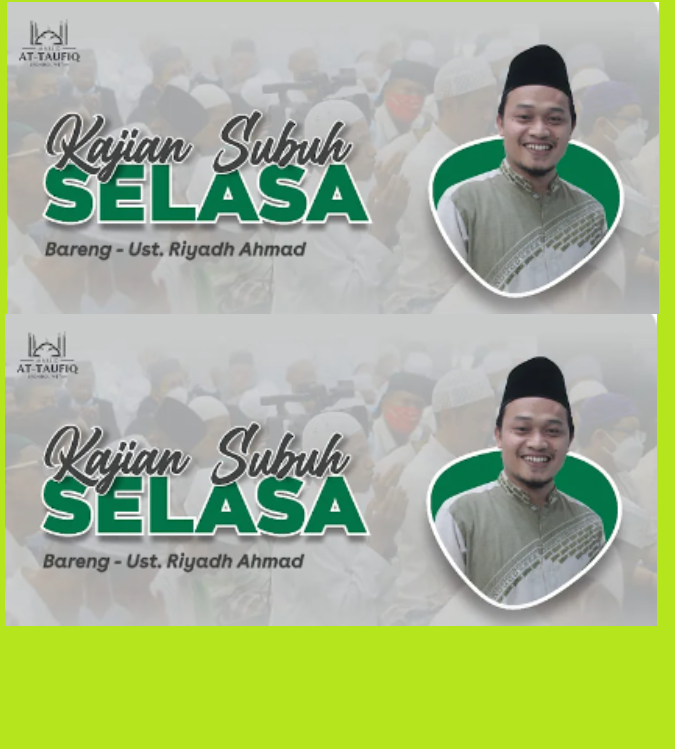 AT-TAUFIQ
Kajian Subuh
SELASA
Bareng - Ust. Riyadh Ahmad
AT-TAUFIQ
Kajian Subuh
SELASA
Bareng - Ust. Riyadh Ahmad